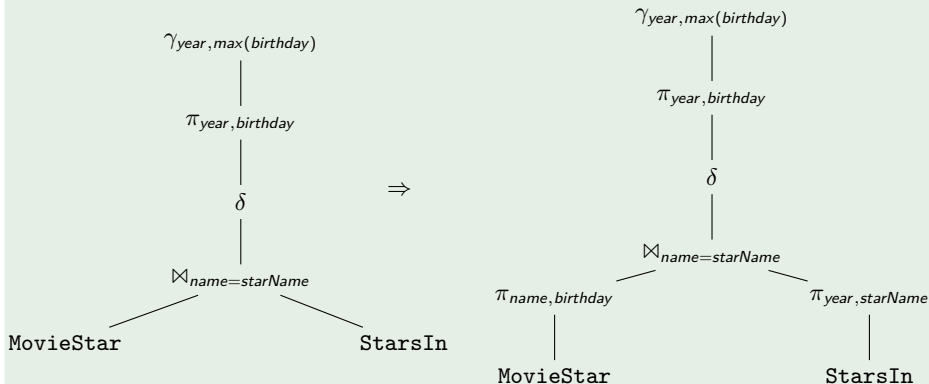 γyear,max(birthday)
πyear,birthday
δ
⋈name=starName
MovieStar StarsIn
⇒
γyear,max(birthday)
πyear,birthday
δ
⋈name=starName
πname,birthday πyear,starName
MovieStar StarsIn